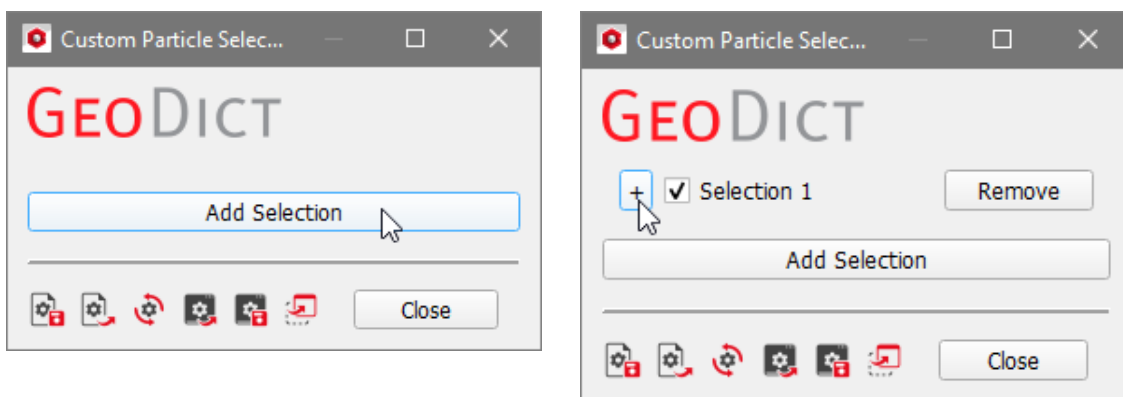 Custom Particle Selec...
GEODICT
Add Selection
Close
Custom Particle Selec...
GEODICT
+ Selection 1 Remove
Add Selection
Close